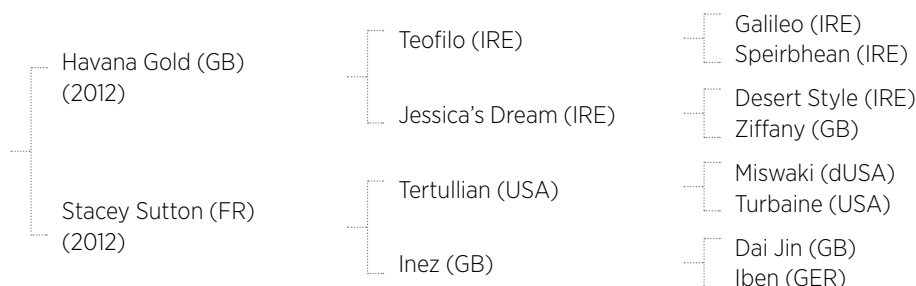 Havana Gold (GB)
(2012)
Stacey Sutton (FR)
(2012)
Teofilo (IRE)
Jessica’s Dream (IRE)
Tertullian (USA)
Inez (GB)
Galileo (IRE)
Speirbhean (IRE)
Desert Style (IRE)
Ziffany (GB)
Miswaki (dUSA)
Turbaine (USA)
Dai Jin (GB)
Iben (GER)